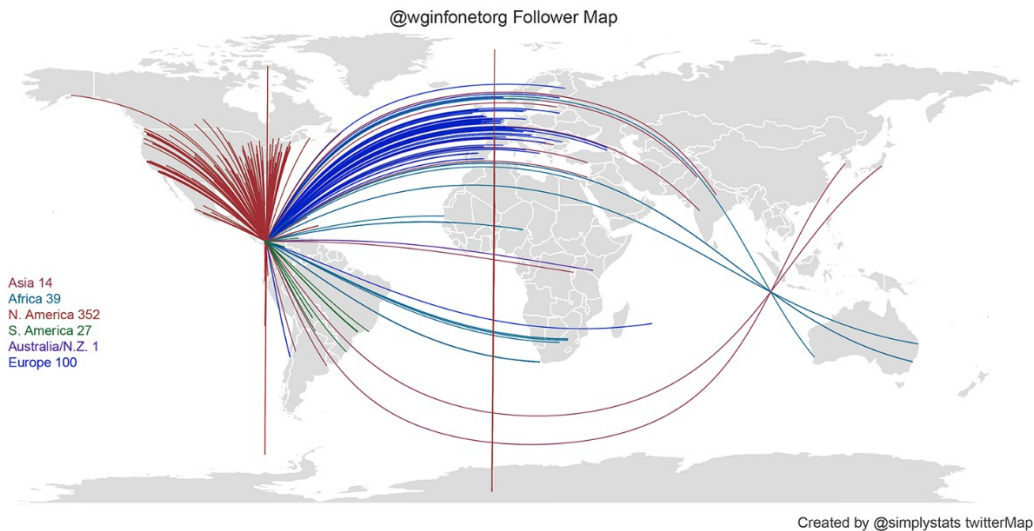 @wginfonetorg Follower Map
Asia 14
Africa 39
N. America 352
S. America 27
Australia/N.Z. 1
Europe 100
Created by @simplystats twitterMap